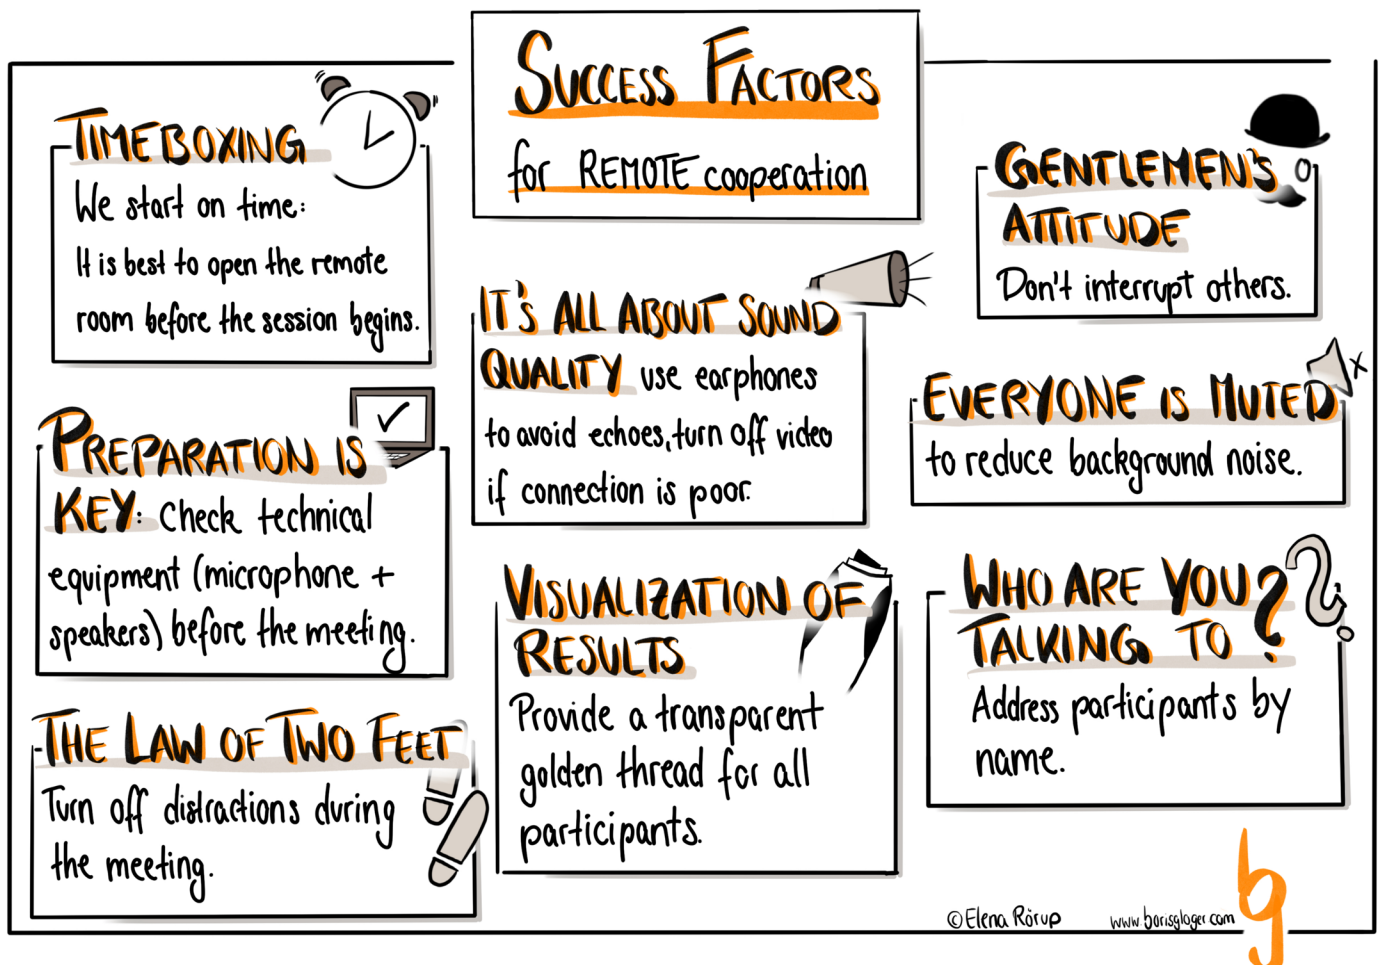 SUCCESS FACTORS
for REMOTE cooperation
TIMEBOXING
We start on time:
It is best to open the remote
room before the session begins.
PREPARATION IS
KEY: Check technical
equipment (microphone +
speakers) before the meeting.
THE LAW OF TWO FEET
Turn off distractions during
the meeting.
IT'S ALL ABOUT SOUND
QUALITY use earphones
to avoid echoes, turn off video
if connection is poor.
VISUALIZATION OF
RESULTS
Provide a transparent
golden thread for all
participants.
GENTLEMEN'S
ATTITUDE
Don't interrupt others.
EVERYONE IS MUTED
to reduce background noise.
WHO ARE YOU
TALKING TO?
Address participants by
name.
© Elena Rörup
www.borisgloger.com
bg